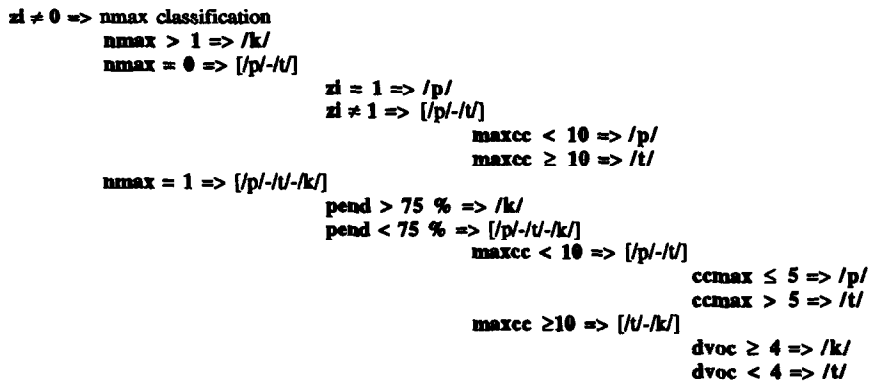 zi ≠ 0 => nmax classification
nmax > 1 => /k/
nmax = 0 => [/p/-/t/]
zi = 1 => /p/
zi ≠ 1 => [/p/-/t/]
maxcc < 10 => /p/
maxcc ≥ 10 => /t/
nmax = 1 => [/p/-/t/-/k/]
pend > 75 % => /k/
pend < 75 % => [/p/-/t/-/k/]
maxcc < 10 => [/p/-/t/]
ccmax ≤ 5 => /p/
ccmax > 5 => /t/
maxcc ≥10 => [/t/-/k/]
dvoc ≥ 4 => /k/
dvoc < 4 => /t/